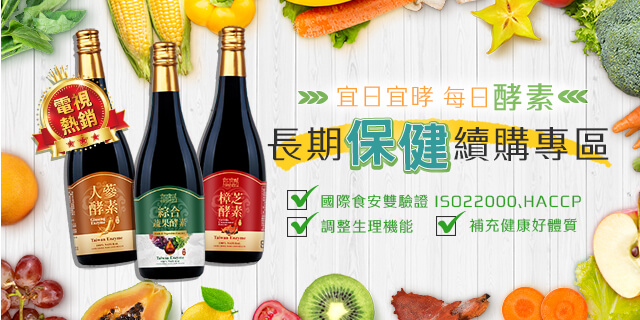 宜日宜哮 每日酵素
長期保健續購專區
國際食安雙驗證 ISO22000、HACCP
調整生理機能
補充健康好體質
電視
熱銷
人蔘
酵素
Ginseng
Enzyme
Taiwan Enzyme
綜合
蔬果酵素
Taiwan Enzyme
樟芝
酵素
Taiwan Enzyme